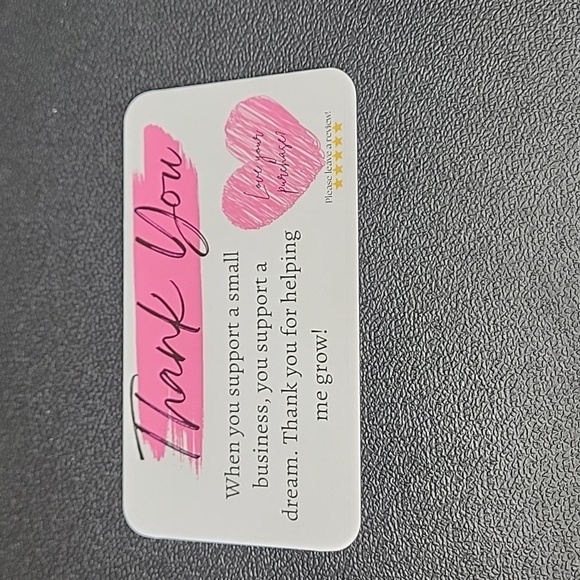 Thank You
When you support a small
business, you support a
dream. Thank you for helping
me grow!
Love your
purchase?
Please leave a review!